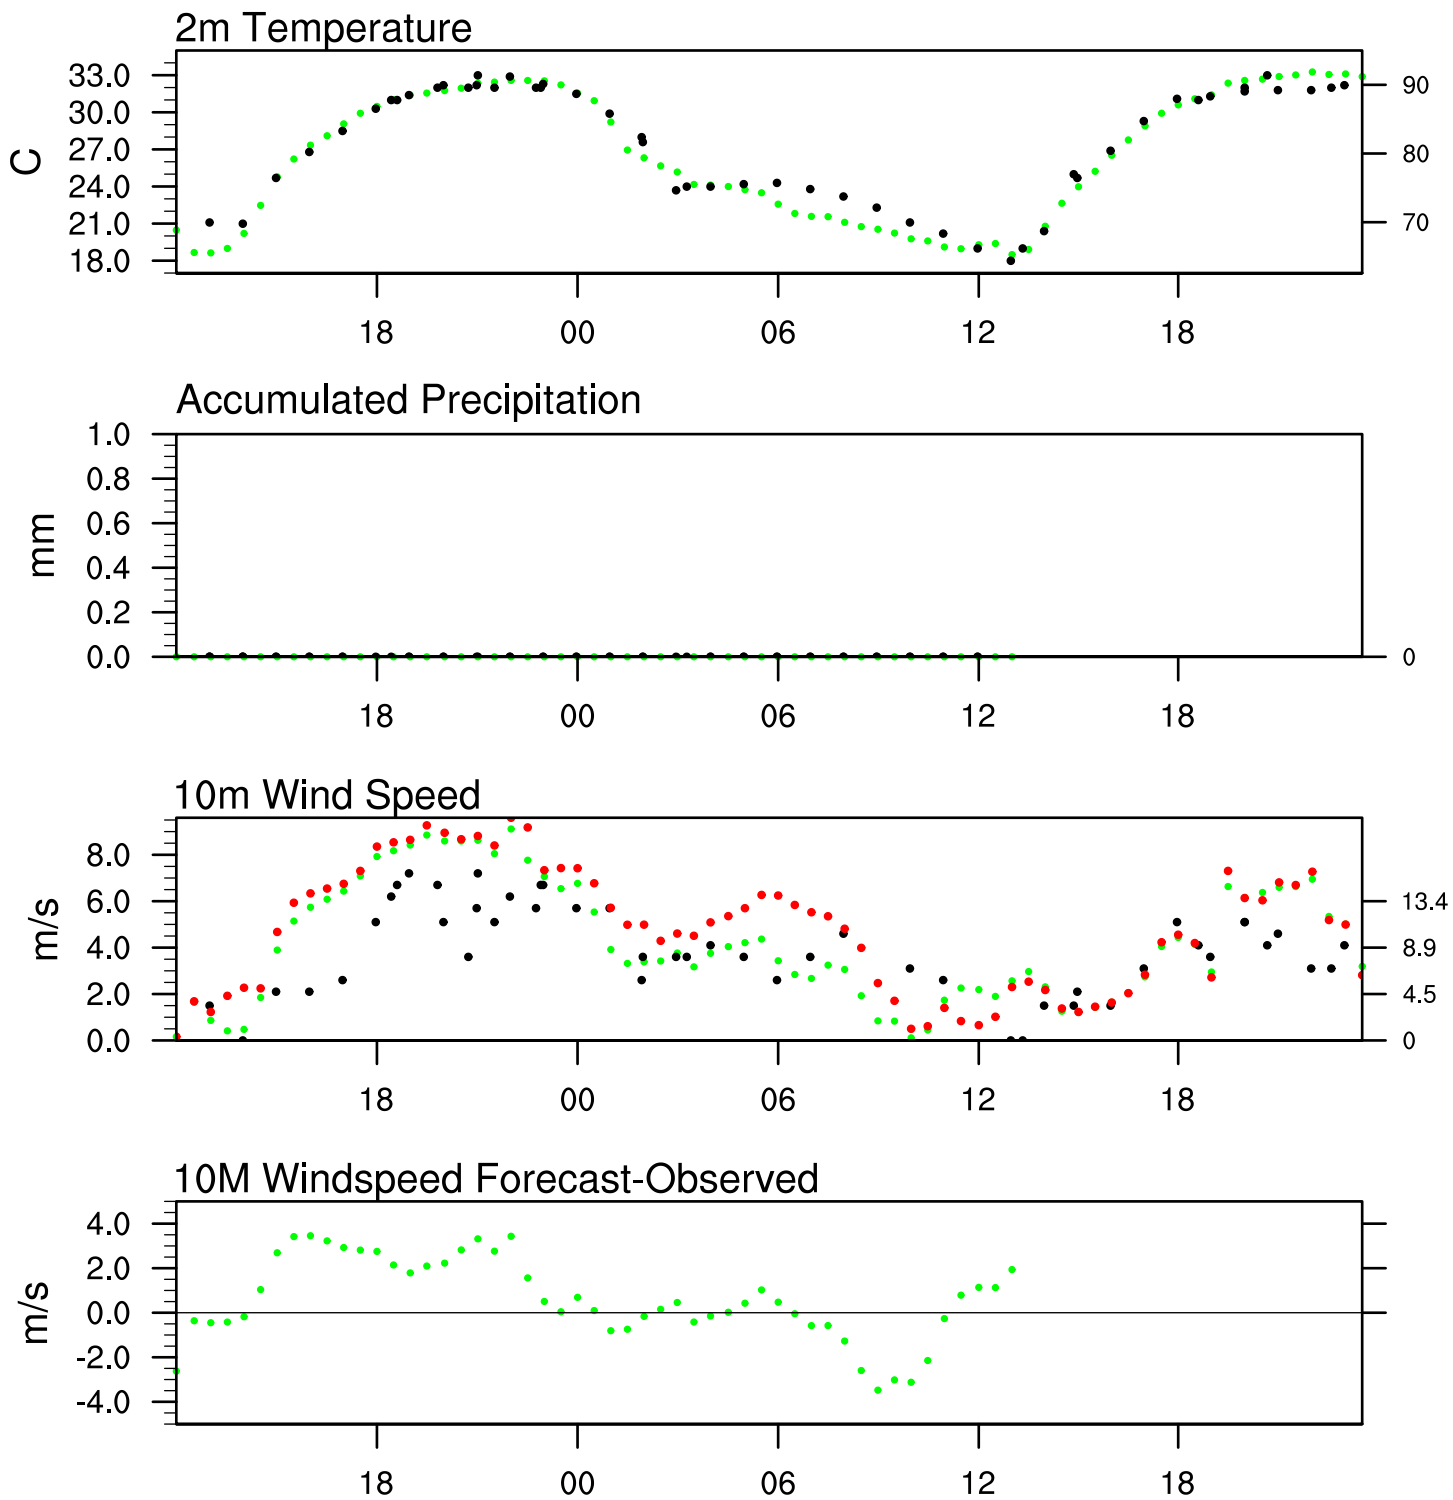 2m Temperature
33.0
30.0
27.0
24.0
21.0
18.0
C
90
80
70
18 00 06 12 18
Accumulated Precipitation
1.0
0.8
0.6
0.4
0.2
0.0
mm
0
18 00 06 12 18
10m Wind Speed
8.0
6.0
4.0
2.0
0.0
m/s
13.4
8.9
4.5
0
18 00 06 12 18
10M Windspeed Forecast-Observed
4.0
2.0
0.0
-2.0
-4.0
m/s
18 00 06 12 18